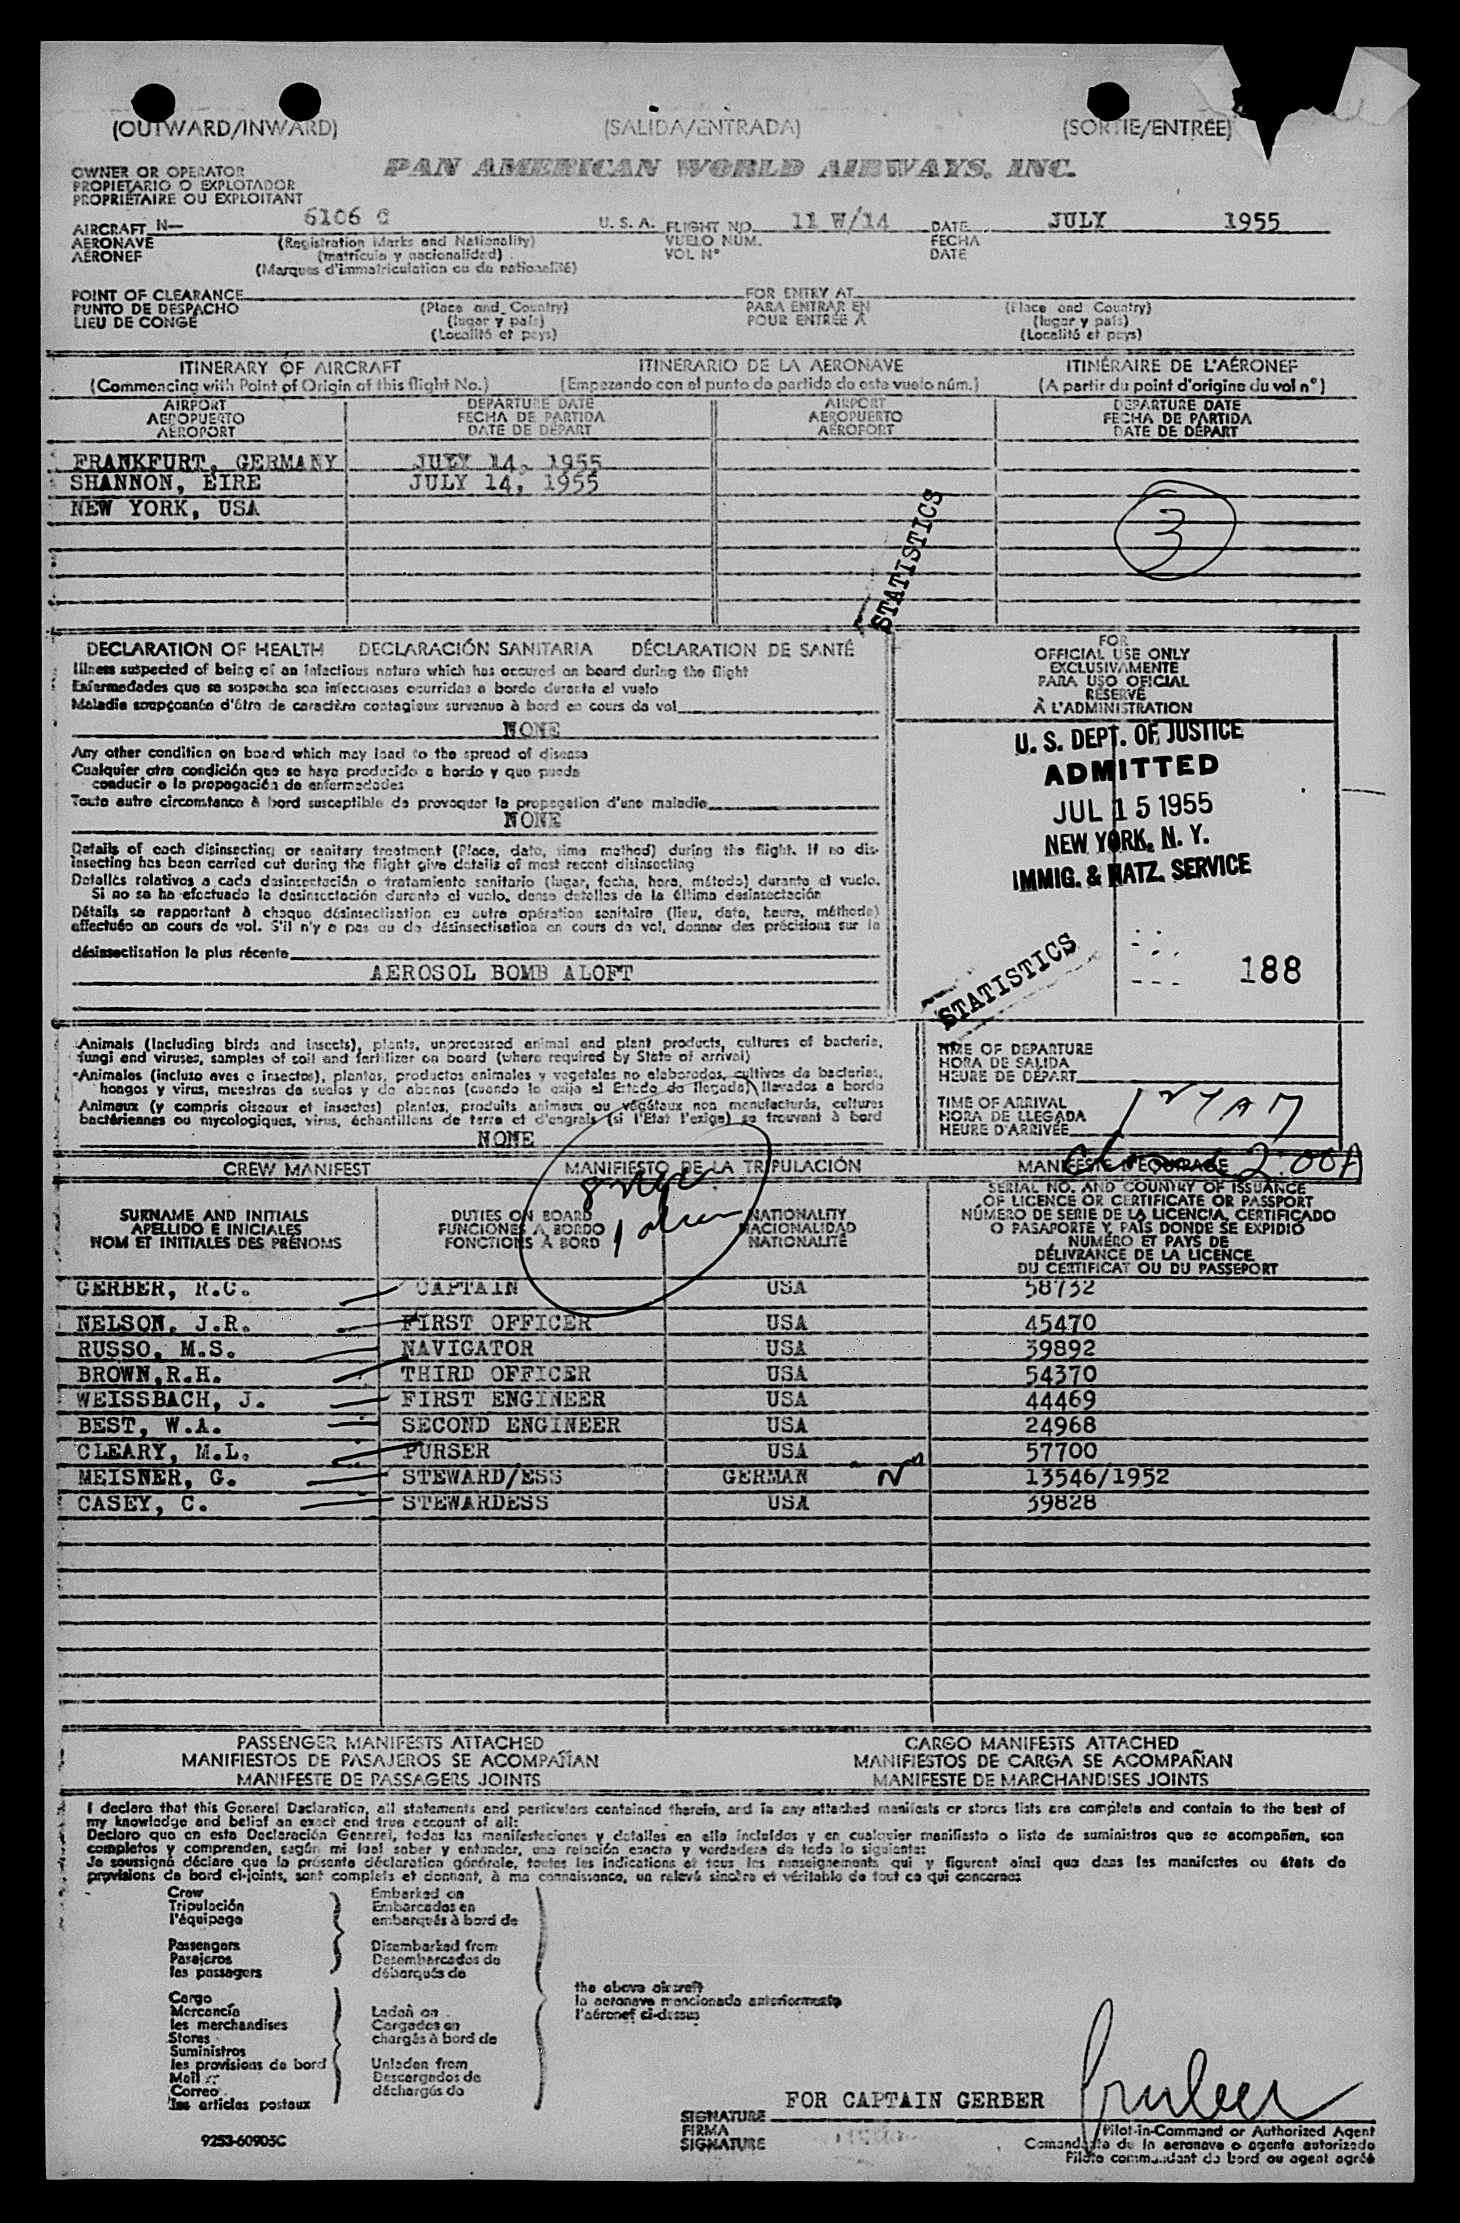 (OUTWARD/INWARD) (SALIDA/ENTRADA) (SORTIE/ENTRÉE)
OWNER OR OPERATOR PAN AMERICAN WORLD AIRWAYS, INC.
PROPIETARIO O EXPLOTADOR
PROPRIÉTAIRE OU EXPLOITANT
AIRCRAFT N— 6106 C U. S. A. FLIGHT NO. 11 W/14 DATE JULY 1955
AERONAVE (Registration Marks and Nationality) VUELO NÚM. FECHA
AÉRONEF (matrícula y nacionalidad) VOL N° DATE
(Marques d'immatriculation ou de nationalité)
POINT OF CLEARANCE FOR ENTRY AT
PUNTO DE DESPACHO (Place and Country) PARA ENTRAR EN (Place and Country)
LIEU DE CONGÉ (lugar y país) POUR ENTRÉE À (lugar y país)
(Localité et pays) (Localité et pays)
ITINERARY OF AIRCRAFT ITINERARIO DE LA AERONAVE ITINÉRAIRE DE L'AÉRONEF
(Commencing with Point of Origin of this flight No.) (Empezando con el punto de partida de este vuelo núm.) (A partir du point d'origine du vol n°)
AIRPORT DEPARTURE DATE AIRPORT DEPARTURE DATE
AEROPUERTO FECHA DE PARTIDA AEROPUERTO FECHA DE PARTIDA
AÉROPORT DATE DE DÉPART AÉROPORT DATE DE DÉPART
FRANKFURT, GERMANY JULY 14, 1955
SHANNON, EIRE JULY 14, 1955
NEW YORK, USA
3
STATISTICS
DECLARATION OF HEALTH DECLARACIÓN SANITARIA DÉCLARATION DE SANTÉ
Illness suspected of being of an infectious nature which has occured on board during the flight
Enfermedades que se sospecha son infecciosas ocurridas a bordo durante el vuelo
Maladie soupçonnée d'être de caractère contagieux survenue à bord en cours de vol
NONE
Any other condition on board which may lead to the spread of disease
Cualquier otra condición que se haya producido a bordo y que pueda
conducir a la propagación de enfermedades
Toute autre circonstance à bord susceptible de provoquer la propagation d'une maladie
NONE
Details of each disinsecting or sanitary treatment (Place, date, time method) during the flight. If no dis-
insecting has been carried out during the flight give details of most recent disinsecting
Detalles relativos a cada desinsectación o tratamiento sanitario (lugar, fecha, hora, método) durante el vuelo.
Si no se ha efectuado la desinsectación durante el vuelo, dense detalles de la última desinsectación
Détails se rapportant à chaque désinsectisation ou autre opération sanitaire (lieu, date, heure, méthode)
effectuée an cours de vol. S'il n'y a pas eu de désinsectisation en cours de vol, donner des précisions sur la
désinsectisation la plus récente
AEROSOL BOMB ALOFT
FOR
OFFICIAL USE ONLY
EXCLUSIVAMENTE
PARA USO OFICIAL
RÉSERVÉ
À L'ADMINISTRATION
U. S. DEPT. OF JUSTICE
ADMITTED
JUL 15 1955
NEW YORK, N. Y.
IMMIG. & NATZ. SERVICE
188
STATISTICS
Animals (Including birds and insects), plants, unprocessed animal and plant products, cultures of bacteria,
fungi and viruses, samples of soil and fertilizer on board (where required by State of arrival)
Animales (incluso aves e insectos), plantas, productos animales y vegetales no elaborados, cultivos de bacterias,
hongos y virus, muestras de suelos y de abonos (cuando lo exija el Estado de llegada) llevados a bordo
Animaux (y compris oiseaux et insectes) plantes, produits animaux ou végétaux non manufacturés, cultures
bactériennes ou mycologiques, virus, échantillons de terre et d'engrais (si l'Etat l'exige) se trouvant à bord
NONE
TIME OF DEPARTURE
HORA DE SALIDA
HEURE DE DÉPART
TIME OF ARRIVAL
HORA DE LLEGADA
HEURE D'ARRIVÉE
2:00A
CREW MANIFEST MANIFIESTO DE LA TRIPULACIÓN MANIFESTE D'ÉQUIPAGE
SURNAME AND INITIALS
APELLIDO E INICIALES
NOM ET INITIALES DES PRÉNOMS
DUTIES ON BOARD
FUNCIONES A BORDO
FONCTIONS À BORD
1 alien
NATIONALITY
NACIONALIDAD
NATIONALITÉ
SERIAL NO. AND COUNTRY OF ISSUANCE
OF LICENCE OR CERTIFICATE OR PASSPORT
NÚMERO DE SERIE DE LA LICENCIA, CERTIFICADO
O PASAPORTE Y PAÍS DONDE SE EXPIDIÓ
NUMÉRO ET PAYS DE
DÉLIVRANCE DE LA LICENCE
DU CERTIFICAT OU DU PASSEPORT
GERBER, R.C. CAPTAIN USA 58732
NELSON, J.R. FIRST OFFICER USA 45470
RUSSO, M.S. NAVIGATOR USA 39892
BROWN,R.H. THIRD OFFICER USA 54370
WEISSBACH, J. FIRST ENGINEER USA 44469
BEST, W.A. SECOND ENGINEER USA 24968
CLEARY, M.L. PURSER USA 57700
MEISNER, G. STEWARD/ESS GERMAN 13546/1952
CASEY, C. STEWARDESS USA 39828
PASSENGER MANIFESTS ATTACHED CARGO MANIFESTS ATTACHED
MANIFIESTOS DE PASAJEROS SE ACOMPAÑAN MANIFIESTOS DE CARGA SE ACOMPAÑAN
MANIFESTE DE PASSAGERS JOINTS MANIFESTE DE MARCHANDISES JOINTS
I declare that this General Declaration, all statements and particulars contained therein, and in any attached manifests or stores lists are complete and contain to the best of
my knowledge and belief an exact and true account of all:
Declaro que en esta Declaración General, todas las manifestaciones y detalles en ella incluídos y en cualquier manifiesto o lista de suministros que se acompañen, son
completos y comprenden, según mi leal saber y entender, una relación exacta y verdadera de todo lo siguiente:
Je soussigné déclare que la présente déclaration générale, toutes les indications et tous les renseignements qui y figurent ainsi que dans les manifestes ou états de
provisions de bord ci-joints, sont complets et donnent, à ma connaissance, un relevé sincère et véritable de tout ce qui concerne:
Crew Embarked on
Tripulación Embarcados en
l'équipage embarqués à bord de
Passengers Disembarked from
Pasajeros Desembarcados de
les passagers débarqués de
the above aircraft
la aeronave mencionada anteriormente
l'aéronef ci-dessus
Cargo
Mercancía Laden on
les marchandises Cargados en
Stores chargés à bord de
Suministros
les provisions de bord Unladen from
Mail Descargados de
Correo déchargés de
les articles postaux
FOR CAPTAIN GERBER
SIGNATURE
FIRMA
SIGNATURE
Pilot-in-Command or Authorized Agent
Comandante de la aeronave o agente autorizado
Pilote commandant de bord ou agent agréé
9253-60905C